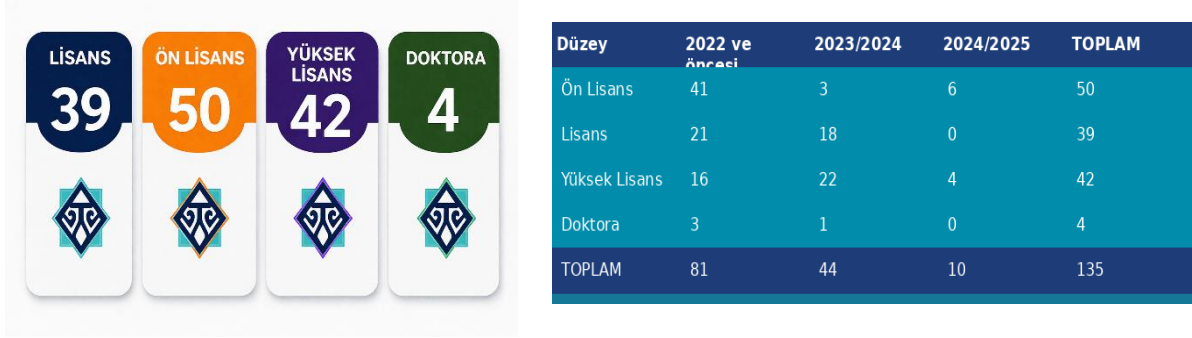 LİSANS
39
ÖN LİSANS
50
YÜKSEK
LİSANS
42
DOKTORA
4
Düzey 2022 ve öncesi 2023/2024 2024/2025 TOPLAM
Ön Lisans 41 3 6 50
Lisans 21 18 0 39
Yüksek Lisans 16 22 4 42
Doktora 3 1 0 4
TOPLAM 81 44 10 135